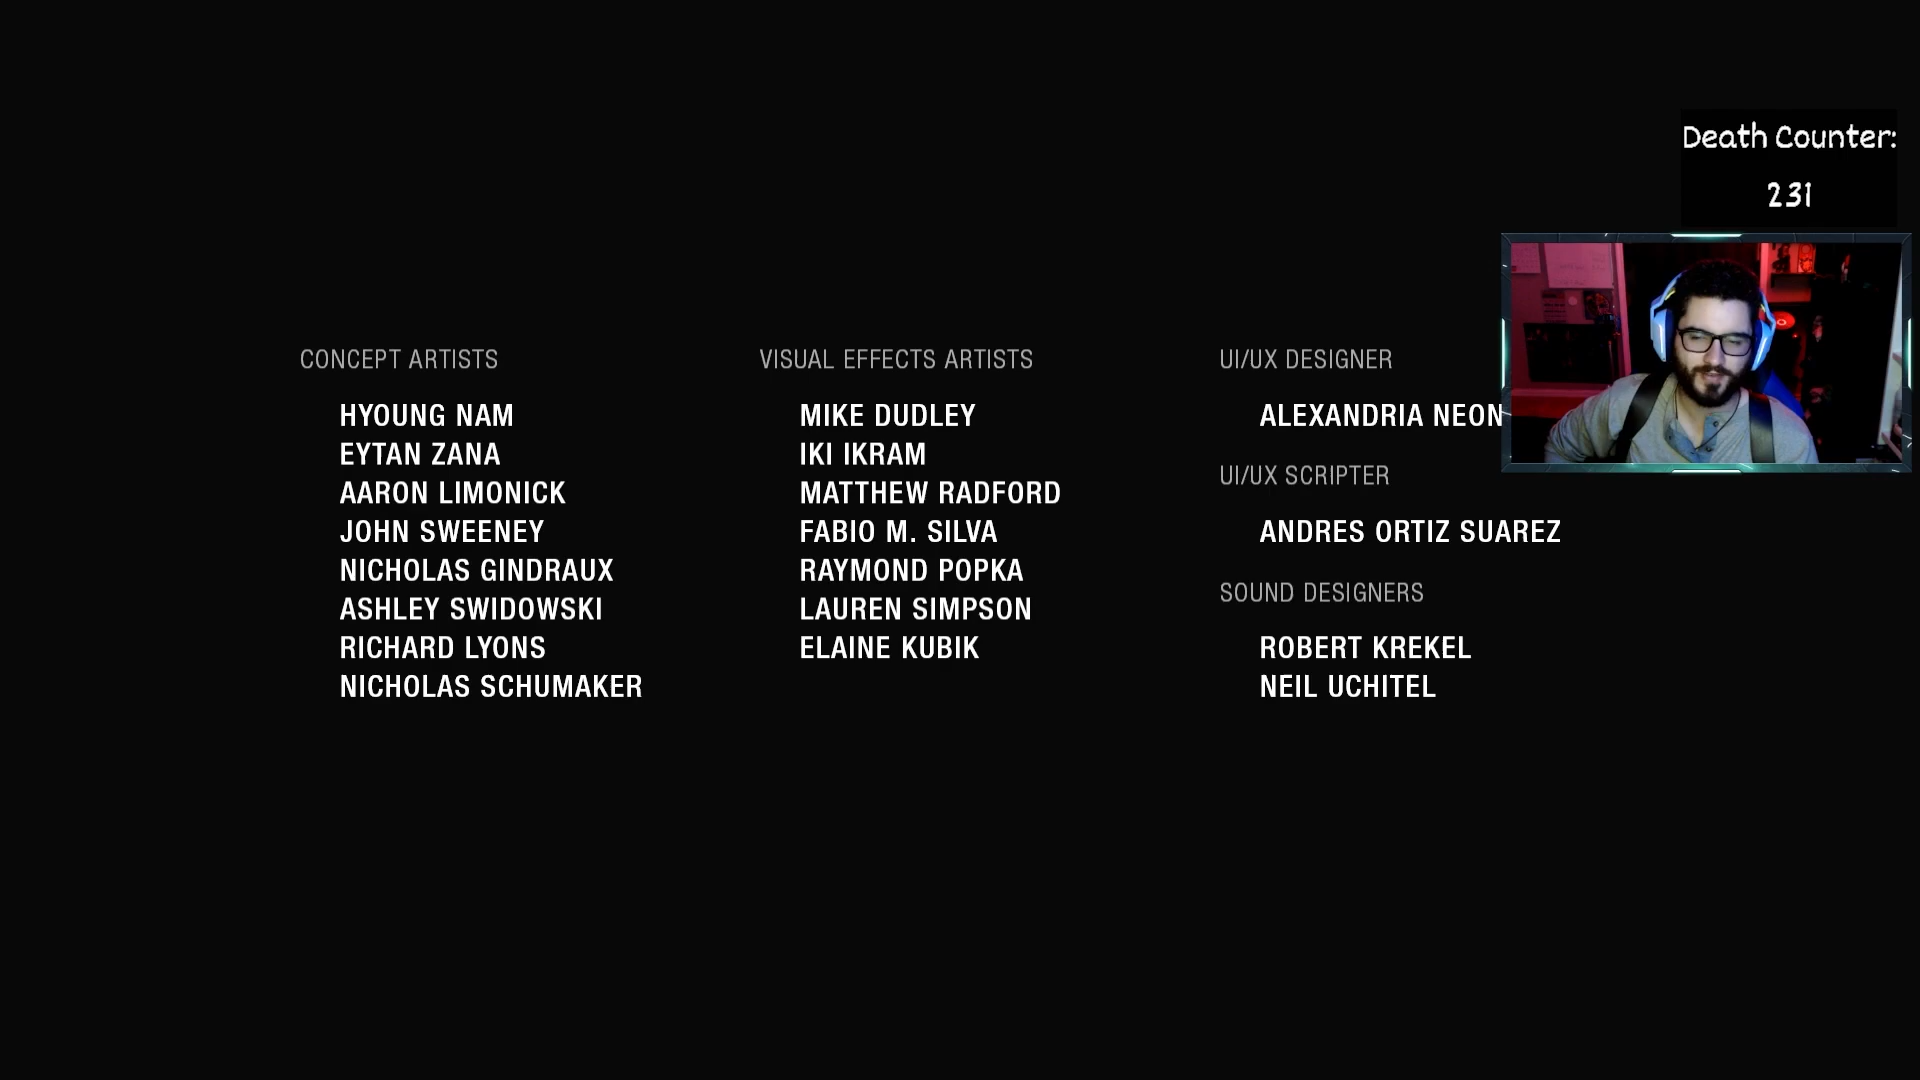 Death Counter:
231
CONCEPT ARTISTS
HYOUNG NAM
EYTAN ZANA
AARON LIMONICK
JOHN SWEENEY
NICHOLAS GINDRAUX
ASHLEY SWIDOWSKI
RICHARD LYONS
NICHOLAS SCHUMAKER
VISUAL EFFECTS ARTISTS
MIKE DUDLEY
IKI IKRAM
MATTHEW RADFORD
FABIO M. SILVA
RAYMOND POPKA
LAUREN SIMPSON
ELAINE KUBIK
UI/UX DESIGNER
ALEXANDRIA NEON
UI/UX SCRIPTER
ANDRES ORTIZ SUAREZ
SOUND DESIGNERS
ROBERT KREKEL
NEIL UCHITEL